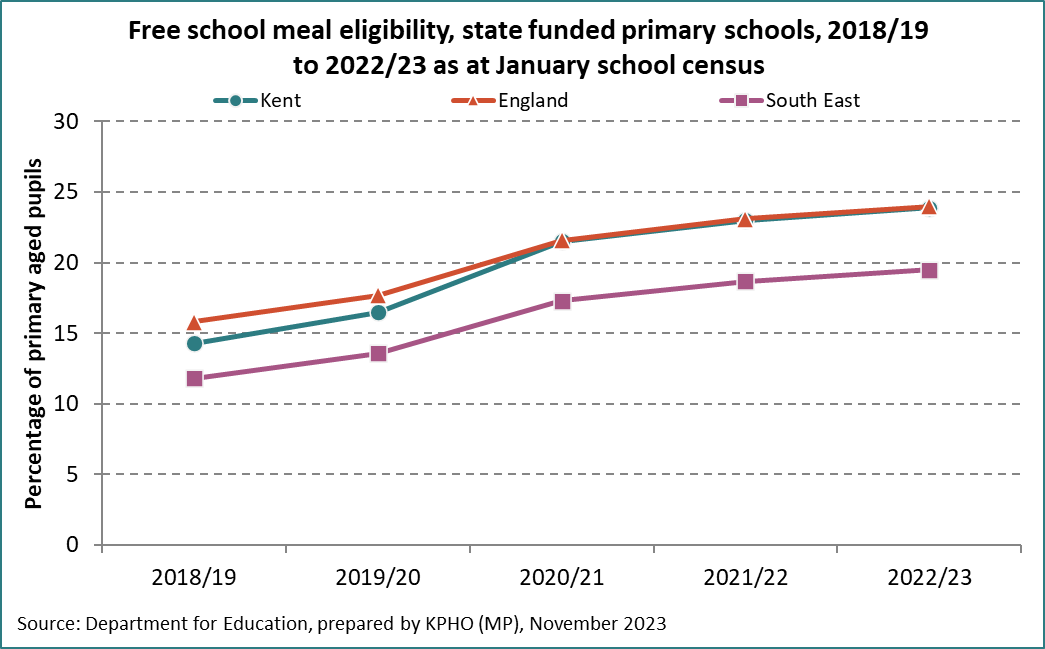 Free school meal eligibility, state funded primary schools, 2018/19
to 2022/23 as at January school census
Kent
England
South East
Percentage of primary aged pupils
30
25
20
15
10
5
0
2018/19
2019/20
2020/21
2021/22
2022/23
Source: Department for Education, prepared by KPHO (MP), November 2023